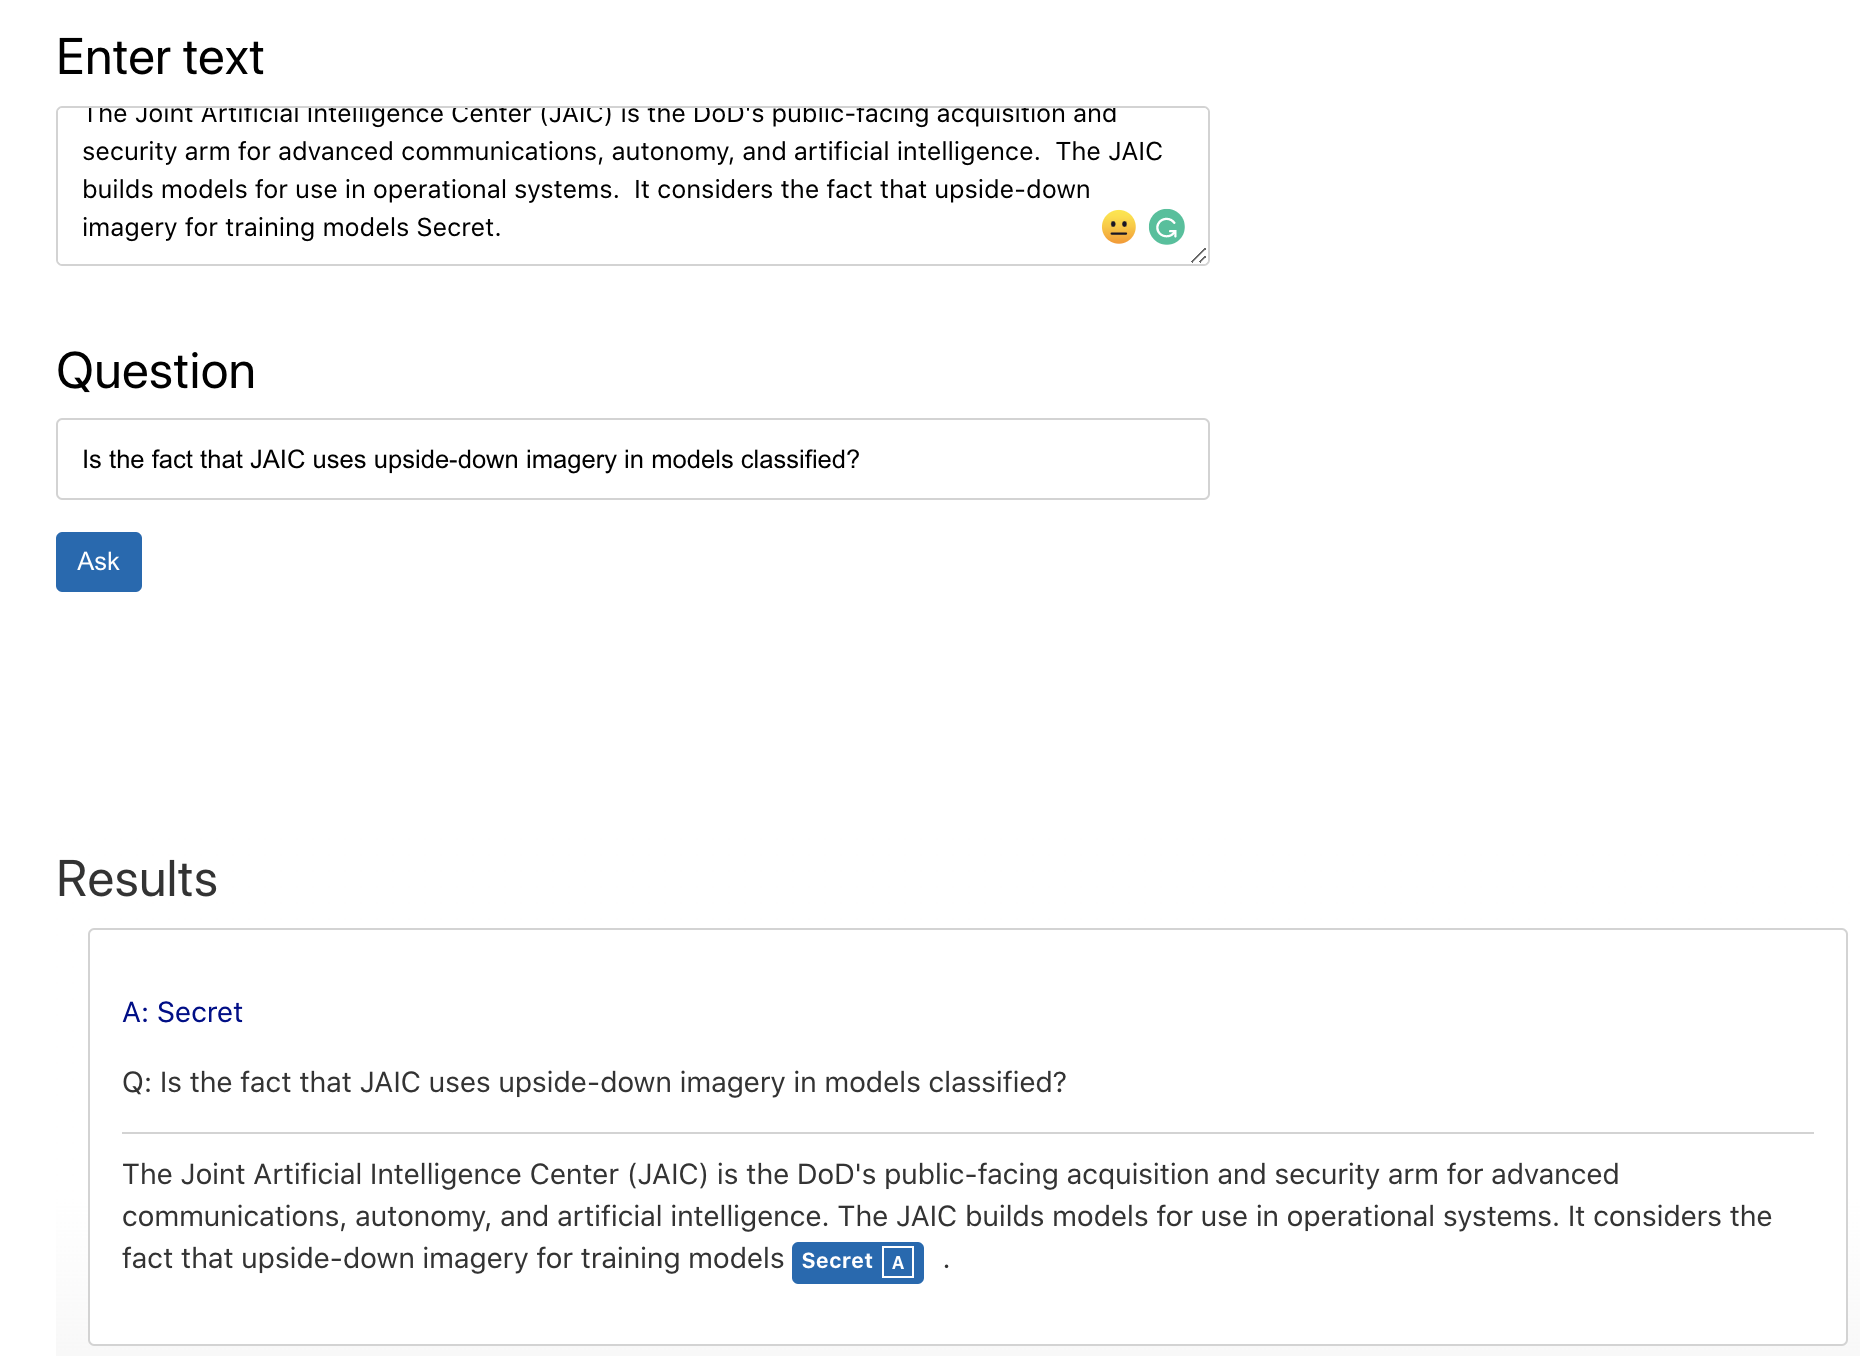 Enter text
The Joint Artificial Intelligence Center (JAIC) is the DoD's public-facing acquisition and
security arm for advanced communications, autonomy, and artificial intelligence.  The JAIC
builds models for use in operational systems.  It considers the fact that upside-down
imagery for training models Secret.
Question
Is the fact that JAIC uses upside-down imagery in models classified?
Ask
Results
A: Secret
Q: Is the fact that JAIC uses upside-down imagery in models classified?
The Joint Artificial Intelligence Center (JAIC) is the DoD's public-facing acquisition and security arm for advanced
communications, autonomy, and artificial intelligence. The JAIC builds models for use in operational systems. It considers the
fact that upside-down imagery for training models Secret A .